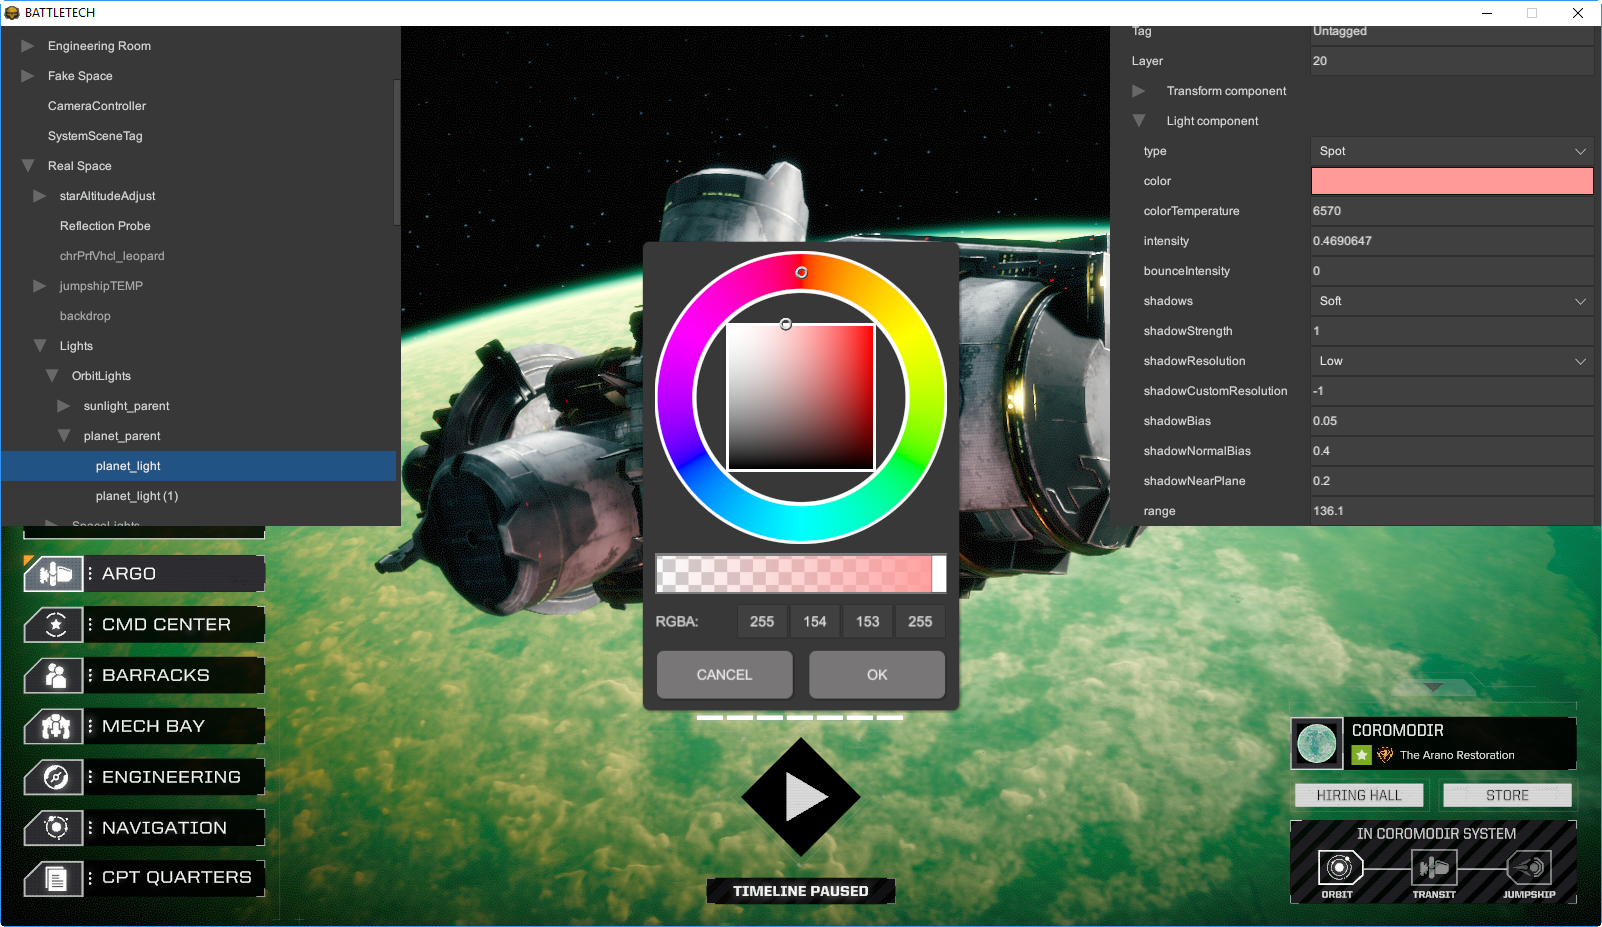 BATTLETECH
Engineering Room
Fake Space
CameraController
SystemSceneTag
Real Space
starAltitudeAdjust
Reflection Probe
chrPrfVhcl_leopard
jumpshipTEMP
backdrop
Lights
OrbitLights
sunlight_parent
planet_parent
planet_light
planet_light (1)
SpaceLights
Tag Untagged
Layer 20
Transform component
Light component
type Spot
color
colorTemperature 6570
intensity 0.4690647
bounceIntensity 0
shadows Soft
shadowStrength 1
shadowResolution Low
shadowCustomResolution -1
shadowBias 0.05
shadowNormalBias 0.4
shadowNearPlane 0.2
range 136.1
RGBA: 255 154 153 255
CANCEL OK
ARGO
CMD CENTER
BARRACKS
MECH BAY
ENGINEERING
NAVIGATION
CPT QUARTERS
TIMELINE PAUSED
COROMODIR
The Arano Restoration
HIRING HALL STORE
IN COROMODIR SYSTEM
ORBIT TRANSIT JUMPSHIP